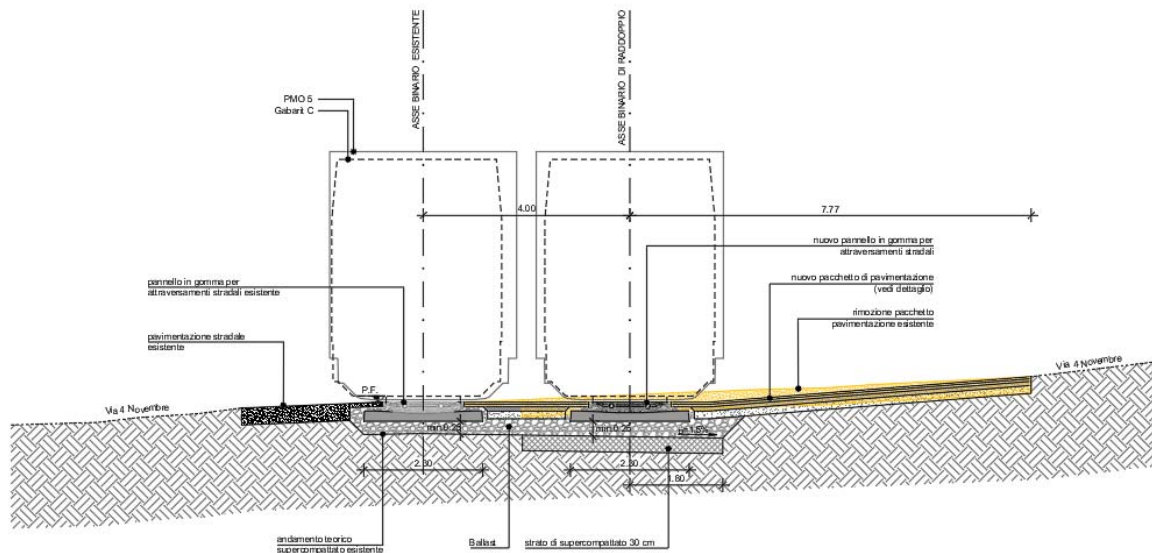 ASSE BINARIO ESISTENTE
ASSE BINARIO DI RADDOPPIO
PMO 5
Gabarit C
4.00
7.77
nuovo pannello in gomma per
attraversamenti stradali
pannello in gomma per
attraversamenti stradali esistente
nuovo pacchetto di pavimentazione
(vedi dettaglio)
rimozione pacchetto
pavimentazione esistente
pavimentazione stradale
esistente
Via 4 Novembre
P.F.
Via 4 Novembre
min.0.25
min.0.25
p=1.5%
2.30
2.30
1.80
andamento teorico
supercompattato esistente
Ballast
strato di supercompattato 30 cm